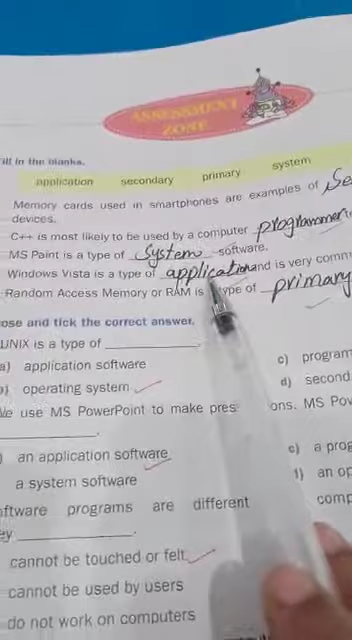 ASSESSMENT
ZONE
ill in the blanks.
application secondary primary system
Memory cards used in smartphones are examples of Se
devices.
C++ is most likely to be used by a computer programmer
MS Paint is a type of System software.
Windows Vista is a type of application and is very comm
Random Access Memory or RAM is type of primary
ose and tick the correct answer.
UNIX is a type of
a) application software
c) program
) operating system
d) second
We use MS PowerPoint to make pres ons. MS Pow
) an application software
c) a prog
a system software
d) an op
ftware programs are different
comp
ey
cannot be touched or felt
cannot be used by users
do not work on computers